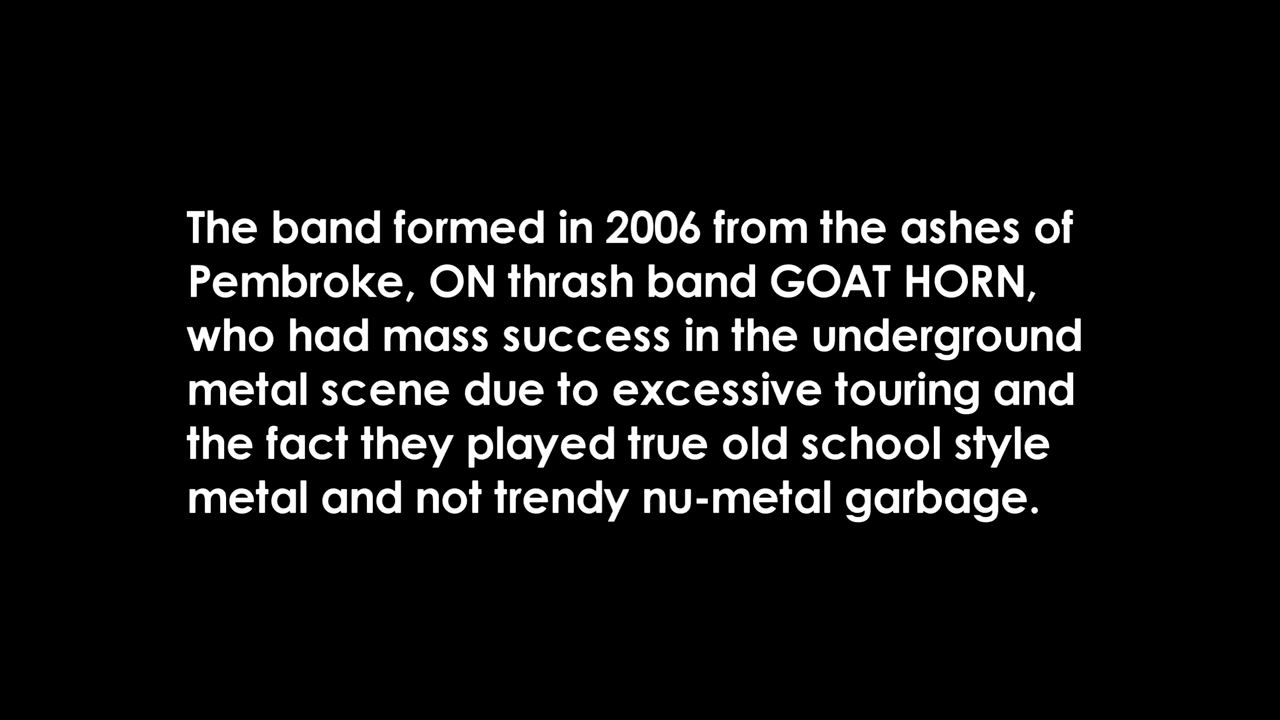 The band formed in 2006 from the ashes of
Pembroke, ON thrash band GOAT HORN,
who had mass success in the underground
metal scene due to excessive touring and
the fact they played true old school style
metal and not trendy nu-metal garbage.